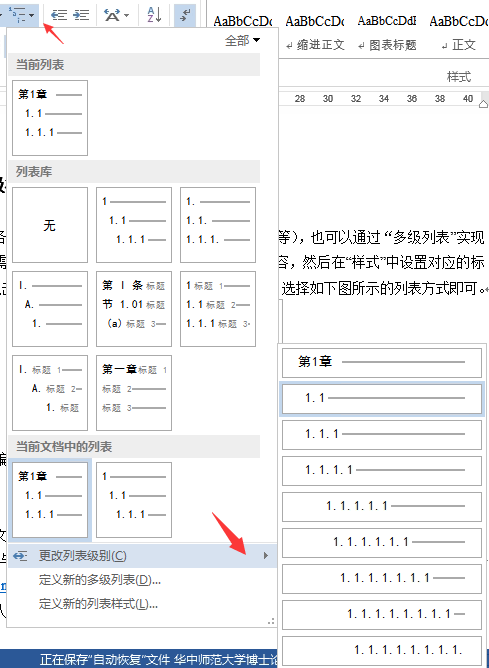 AaBbCcDc AaBbCcDc AaBbCcDdE AaBbCcDc
缩进正文 图表标题 正文
样式
28 30 32 34 36 38 40
全部
当前列表
第1章
1.1
1.1.1
列表库
无
1
1.1
1.1.1
1.
1.1.
1.1.1.
I.
A.
1.
第 I 条标题
节 1.01标题
(a)标题 3
1标题 1
1.1标题 2
1.1.1标题 3
I.标题 1
A.标题 2
1.标题
第一章标题 1
标题 2
标题 3
等），也可以通过“多级列表”实现
容，然后在“样式”中设置对应的标
选择如下图所示的列表方式即可。
当前文档中的列表
第1章
1.1
1.1.1
1
1.1
1.1.1
更改列表级别(C)
定义新的多级列表(D)...
定义新的列表样式(L)...
第1章
1.1
1.1.1
1.1.1.1
1.1.1.1.1
1.1.1.1.1.1
1.1.1.1.1.1.1
1.1.1.1.1.1.1.1
1.1.1.1.1.1.1.1.
正在保存“自动恢复”文件 华中师范大学博士